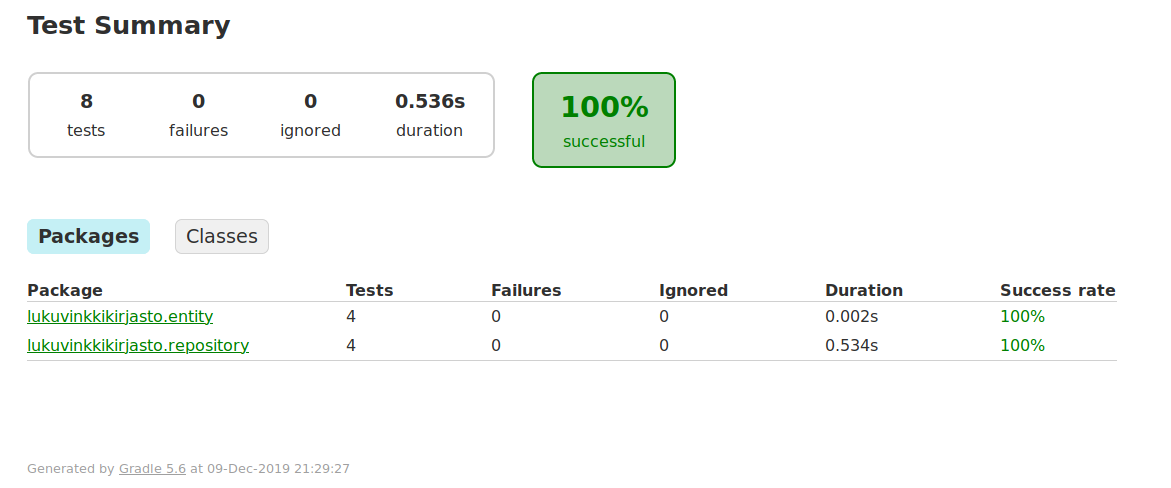 Test Summary
8 0 0 0.536s
tests failures ignored duration
100%
successful
Packages Classes
Package Tests Failures Ignored Duration Success rate
lukuvinkkikirjasto.entity 4 0 0 0.002s 100%
lukuvinkkikirjasto.repository 4 0 0 0.534s 100%
Generated by Gradle 5.6 at 09-Dec-2019 21:29:27